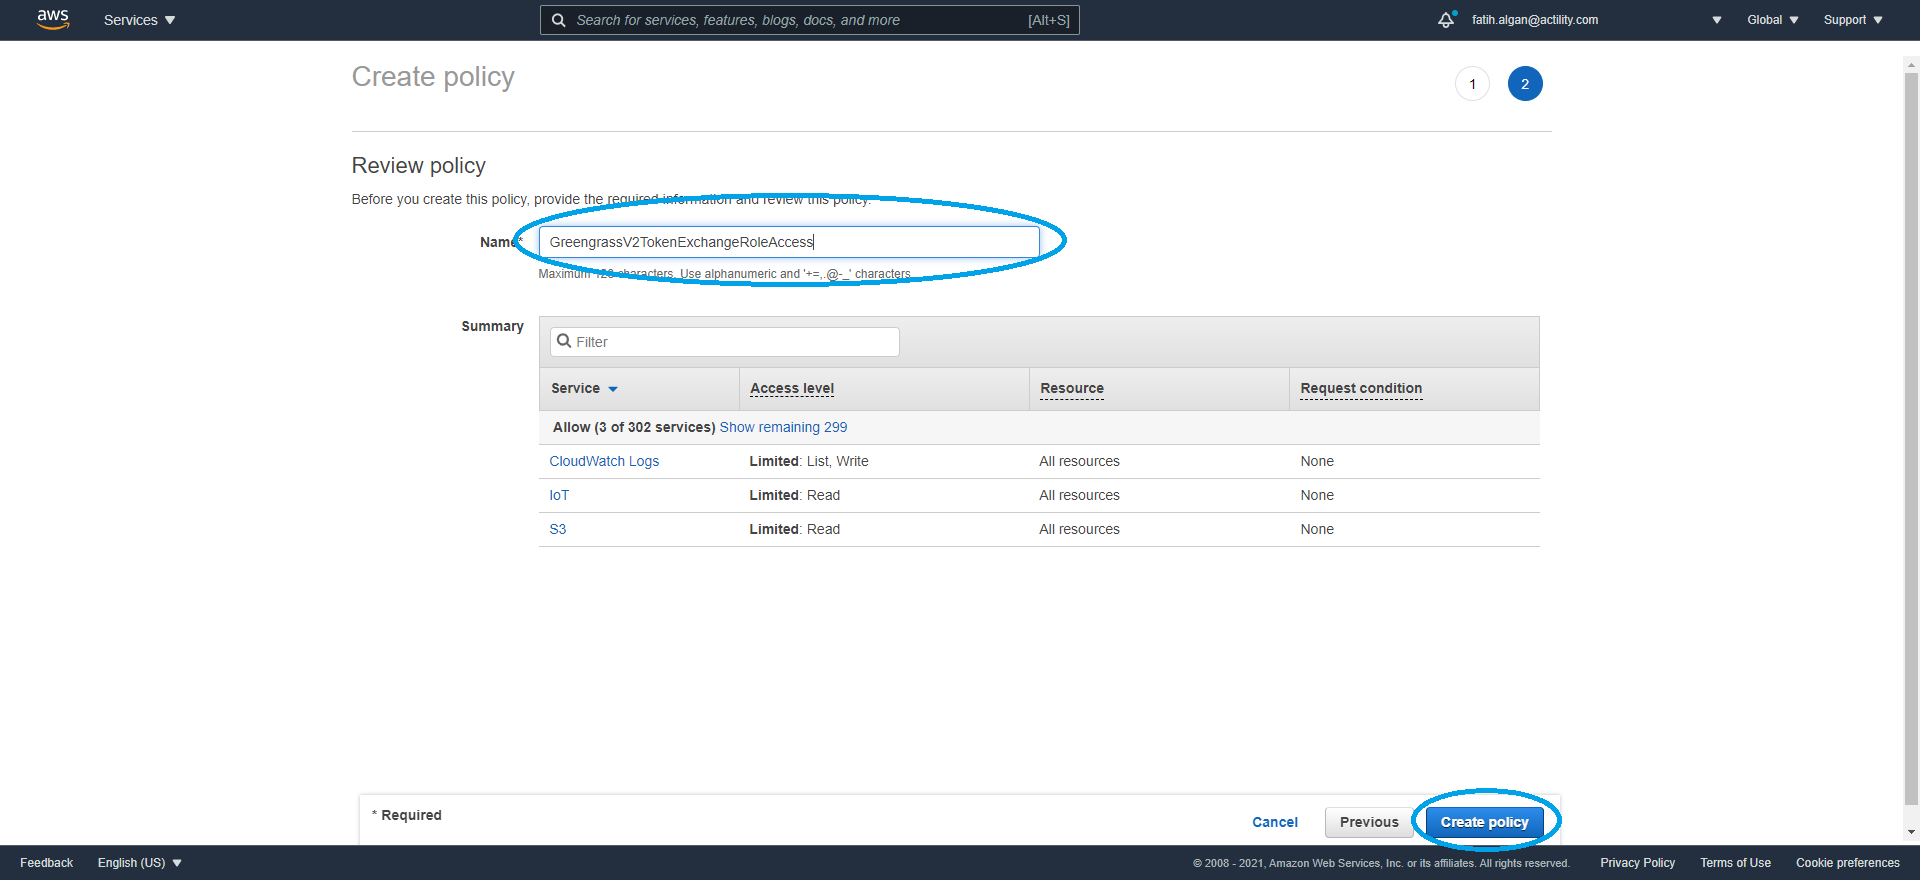 aws Services Search for services, features, blogs, docs, and more [Alt+S] fatih.algan@actility.com Global Support
Create policy 1 2
Review policy
Before you create this policy, provide the required information and review this policy.
Name* GreengrassV2TokenExchangeRoleAccess
Maximum 128 characters. Use alphanumeric and '+=,.@-_' characters.
Summary Filter
Service Access level Resource Request condition
Allow (3 of 302 services) Show remaining 299
CloudWatch Logs Limited: List, Write All resources None
IoT Limited: Read All resources None
S3 Limited: Read All resources None
* Required Cancel Previous Create policy
Feedback English (US) © 2008 - 2021, Amazon Web Services, Inc. or its affiliates. All rights reserved. Privacy Policy Terms of Use Cookie preferences